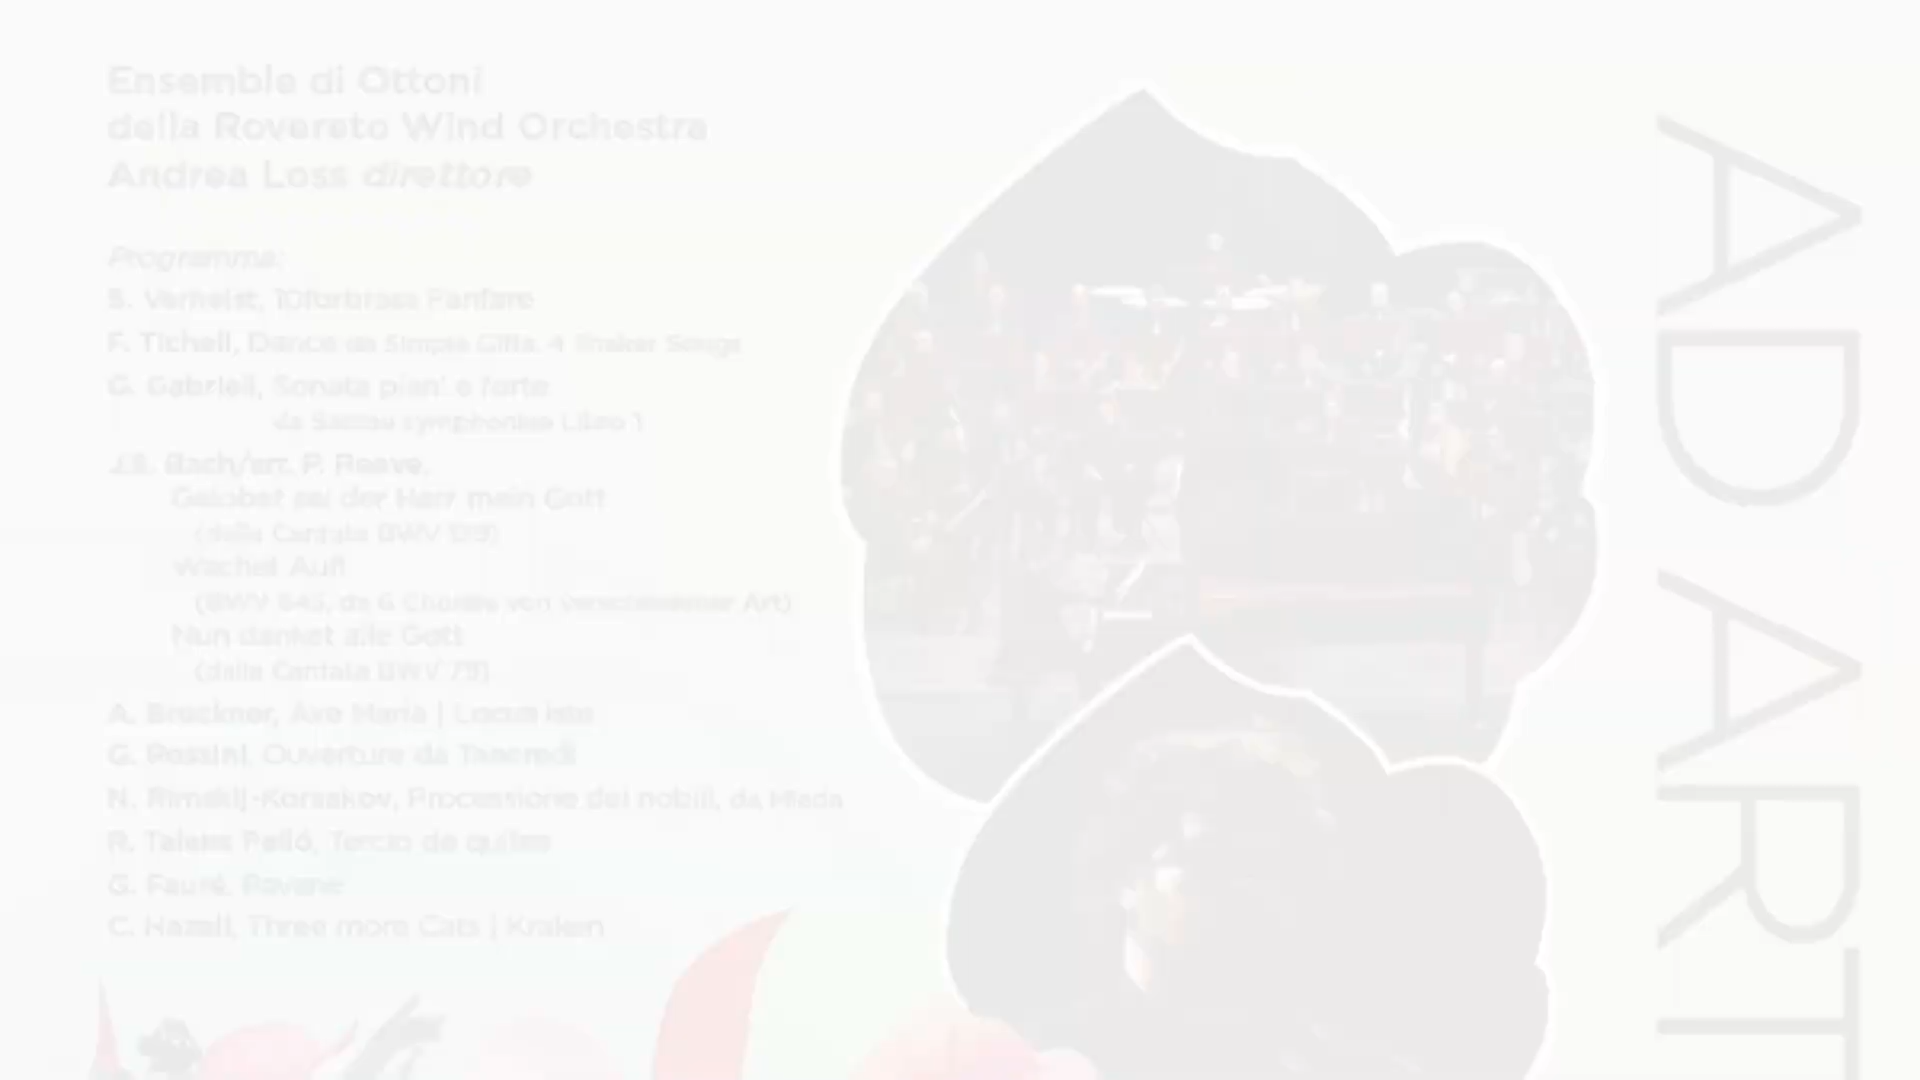 Ensemble di Ottoni
della Rovereto Wind Orchestra
Andrea Loss direttore
Programma:
B. Verhelst, 10forbrass Fanfare
F. Ticheli, Dance da Simple Gifts: 4 Shaker Songs
G. Gabrieli, Sonata pian' e forte
da Sacrae symphoniae Libro 1
J.S. Bach/arr. P. Reeve,
Gelobet sei der Herr mein Gott
(dalla Cantata BWV 129)
Wachet Auf!
(BWV 645, da 6 Choräle von verschiedener Art)
Nun danket alle Gott
(dalla Cantata BWV 79)
A. Bruckner, Ave Maria | Locus iste
G. Rossini, Ouverture da Tancredi
N. Rimskij-Korsakov, Processione dei nobili, da Mlada
R. Talens Pelló, Tercio de quites
G. Fauré, Pavane
C. Hazell, Three more Cats | Kraken
AD ART